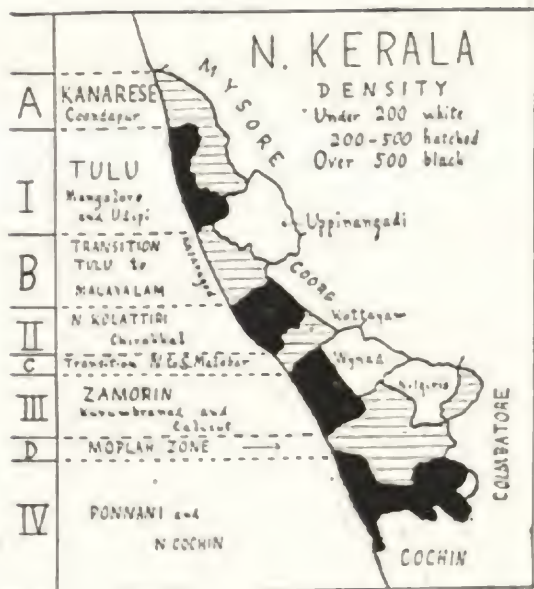 N. KERALA
DENSITY
Under 200 white
200-500 hatched
Over 500 black
A
KANARESE
Coondapur
MYSORE
I
TULU
Mangalore
and Udipi
Uppinangadi
B
TRANSITION
TULU to
MALAYALAM
COORG
II
N KOLATTIRI
Chirakkal
Kottayam
C
Transition N & S. Malabar
Wynad
Nilgiris
III
ZAMORIN
Kurumbranad and
Calicut
COIMBATORE
D
MOPLAH ZONE
IV
PONNANI and
N COCHIN
COCHIN